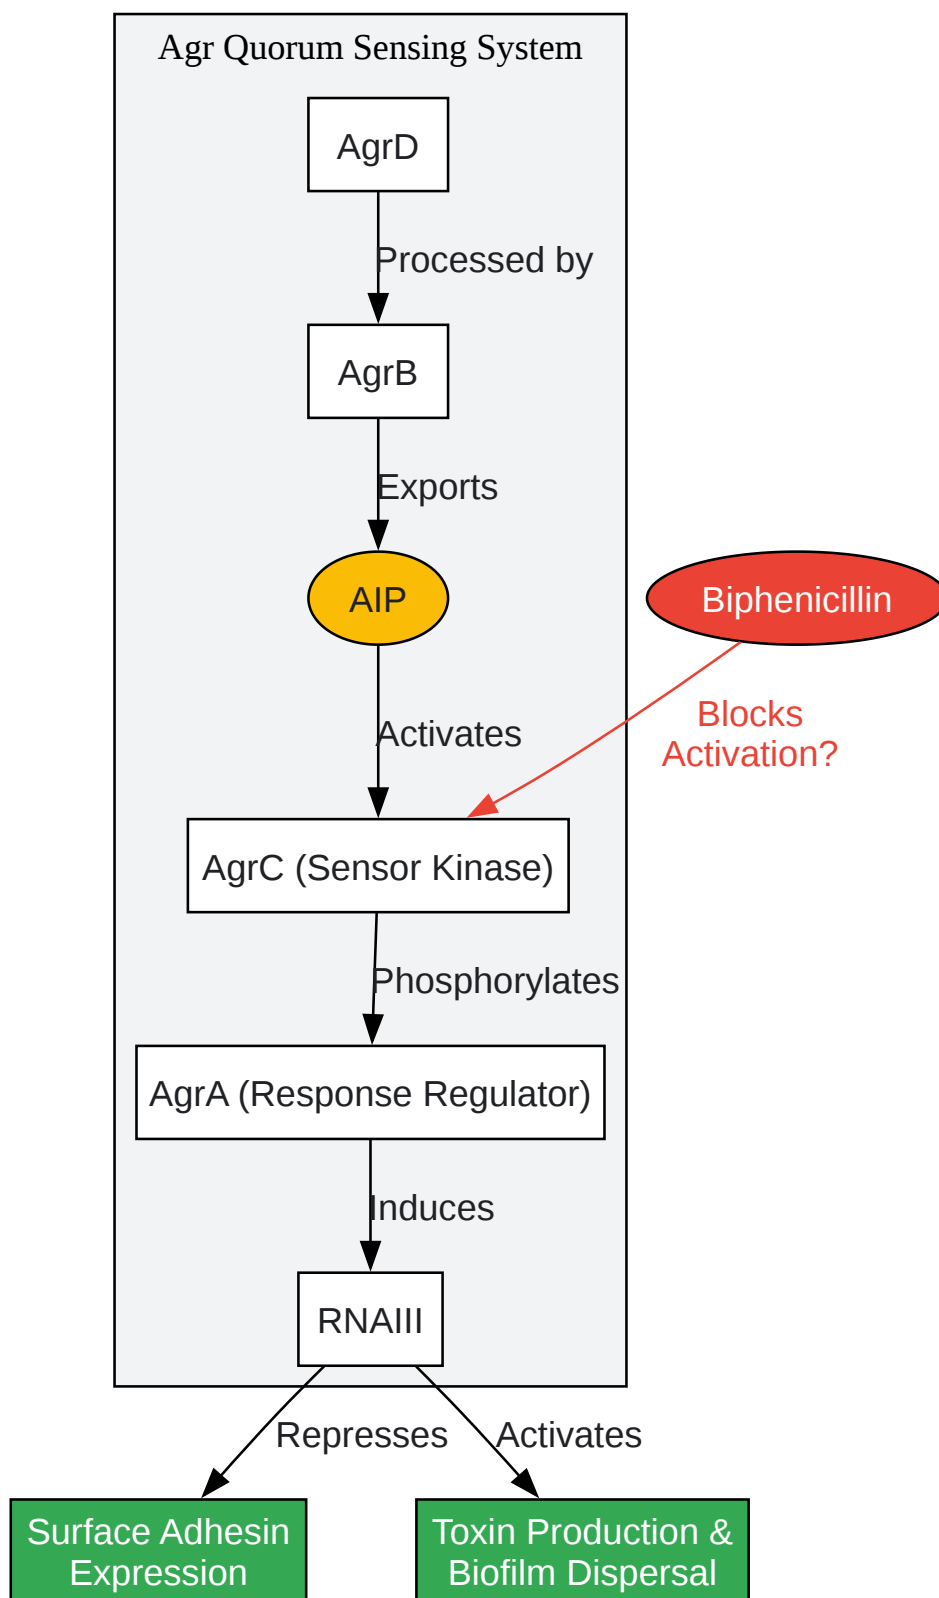 Agr Quorum Sensing System
AgrD
Processed by
AgrB
Exports
AIP
Biphenicillin
Activates
Blocks
Activation?
AgrC (Sensor Kinase)
Phosphorylates
AgrA (Response Regulator)
Induces
RNAIII
Represses
Activates
Surface Adhesin
Expression
Toxin Production &
Biofilm Dispersal